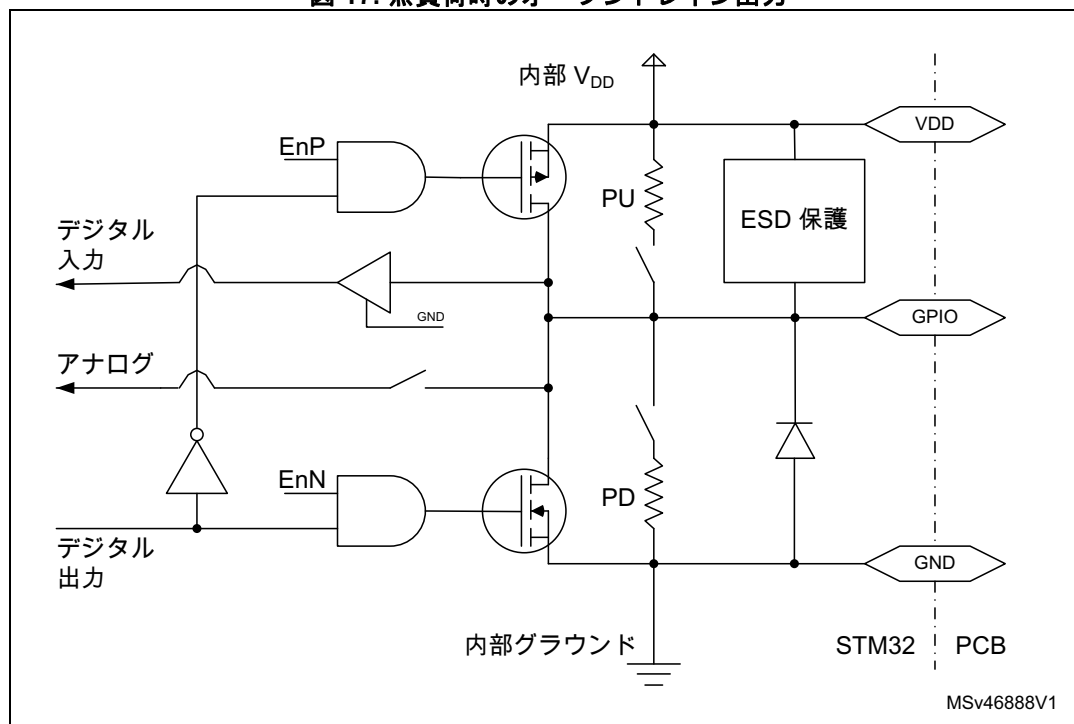 内部 VDD
VDD
EnP
PU
ESD 保護
デジタル
入力
GND
GPIO
アナログ
EnN
PD
デジタル
出力
GND
内部グラウンド
STM32
PCB
MSv46888V1